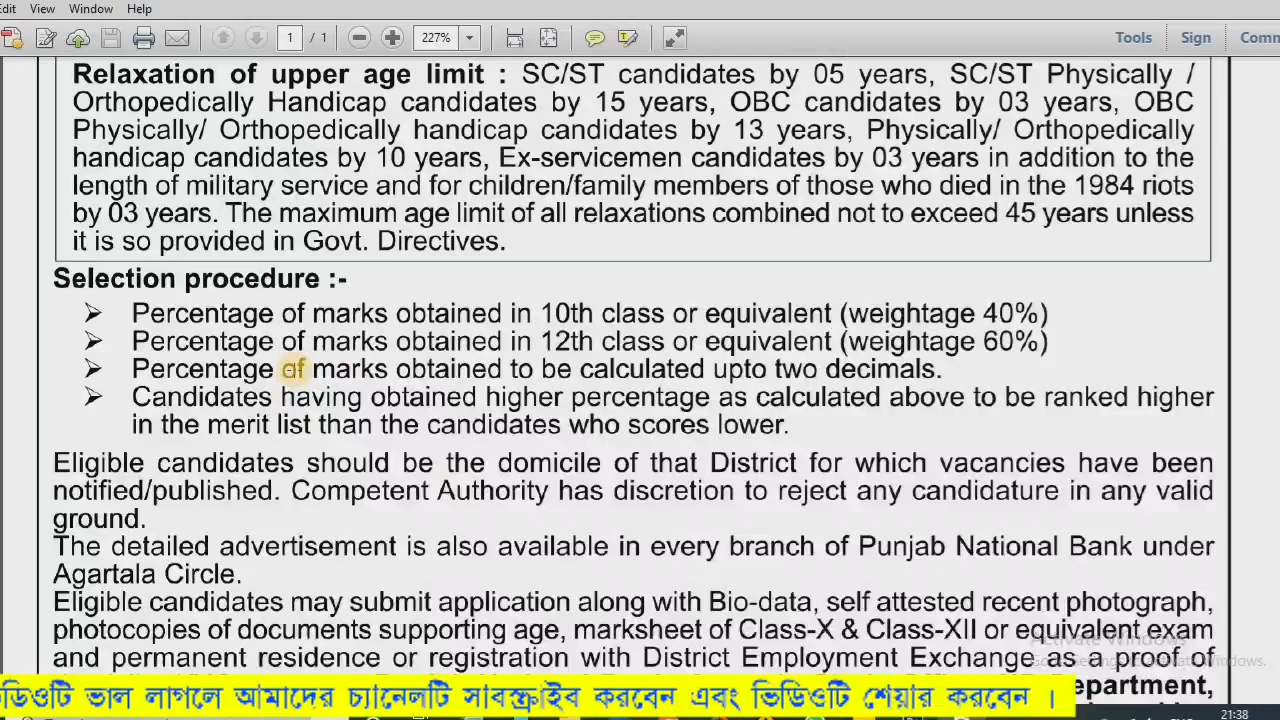 Edit View Window Help
1 / 1 227% Tools Sign Comm
Relaxation of upper age limit : SC/ST candidates by 05 years, SC/ST Physically /
Orthopedically Handicap candidates by 15 years, OBC candidates by 03 years, OBC
Physically/ Orthopedically handicap candidates by 13 years, Physically/ Orthopedically
handicap candidates by 10 years, Ex-servicemen candidates by 03 years in addition to the
length of military service and for children/family members of those who died in the 1984 riots
by 03 years. The maximum age limit of all relaxations combined not to exceed 45 years unless
it is so provided in Govt. Directives.
Selection procedure :-
➢ Percentage of marks obtained in 10th class or equivalent (weightage 40%)
➢ Percentage of marks obtained in 12th class or equivalent (weightage 60%)
➢ Percentage of marks obtained to be calculated upto two decimals.
➢ Candidates having obtained higher percentage as calculated above to be ranked higher
in the merit list than the candidates who scores lower.
Eligible candidates should be the domicile of that District for which vacancies have been
notified/published. Competent Authority has discretion to reject any candidature in any valid
ground.
The detailed advertisement is also available in every branch of Punjab National Bank under
Agartala Circle.
Eligible candidates may submit application along with Bio-data, self attested recent photograph,
photocopies of documents supporting age, marksheet of Class-X & Class-XII or equivalent exam
and permanent residence or registration with District Employment Exchange as a proof of
Activate Windows
epartment,
ডিওটি ভাল লাগলে আমাদের চ্যানেলটি সাবস্ক্রাইব করবেন এবং ভিডিওটি শেয়ার করবেন ।
21:38